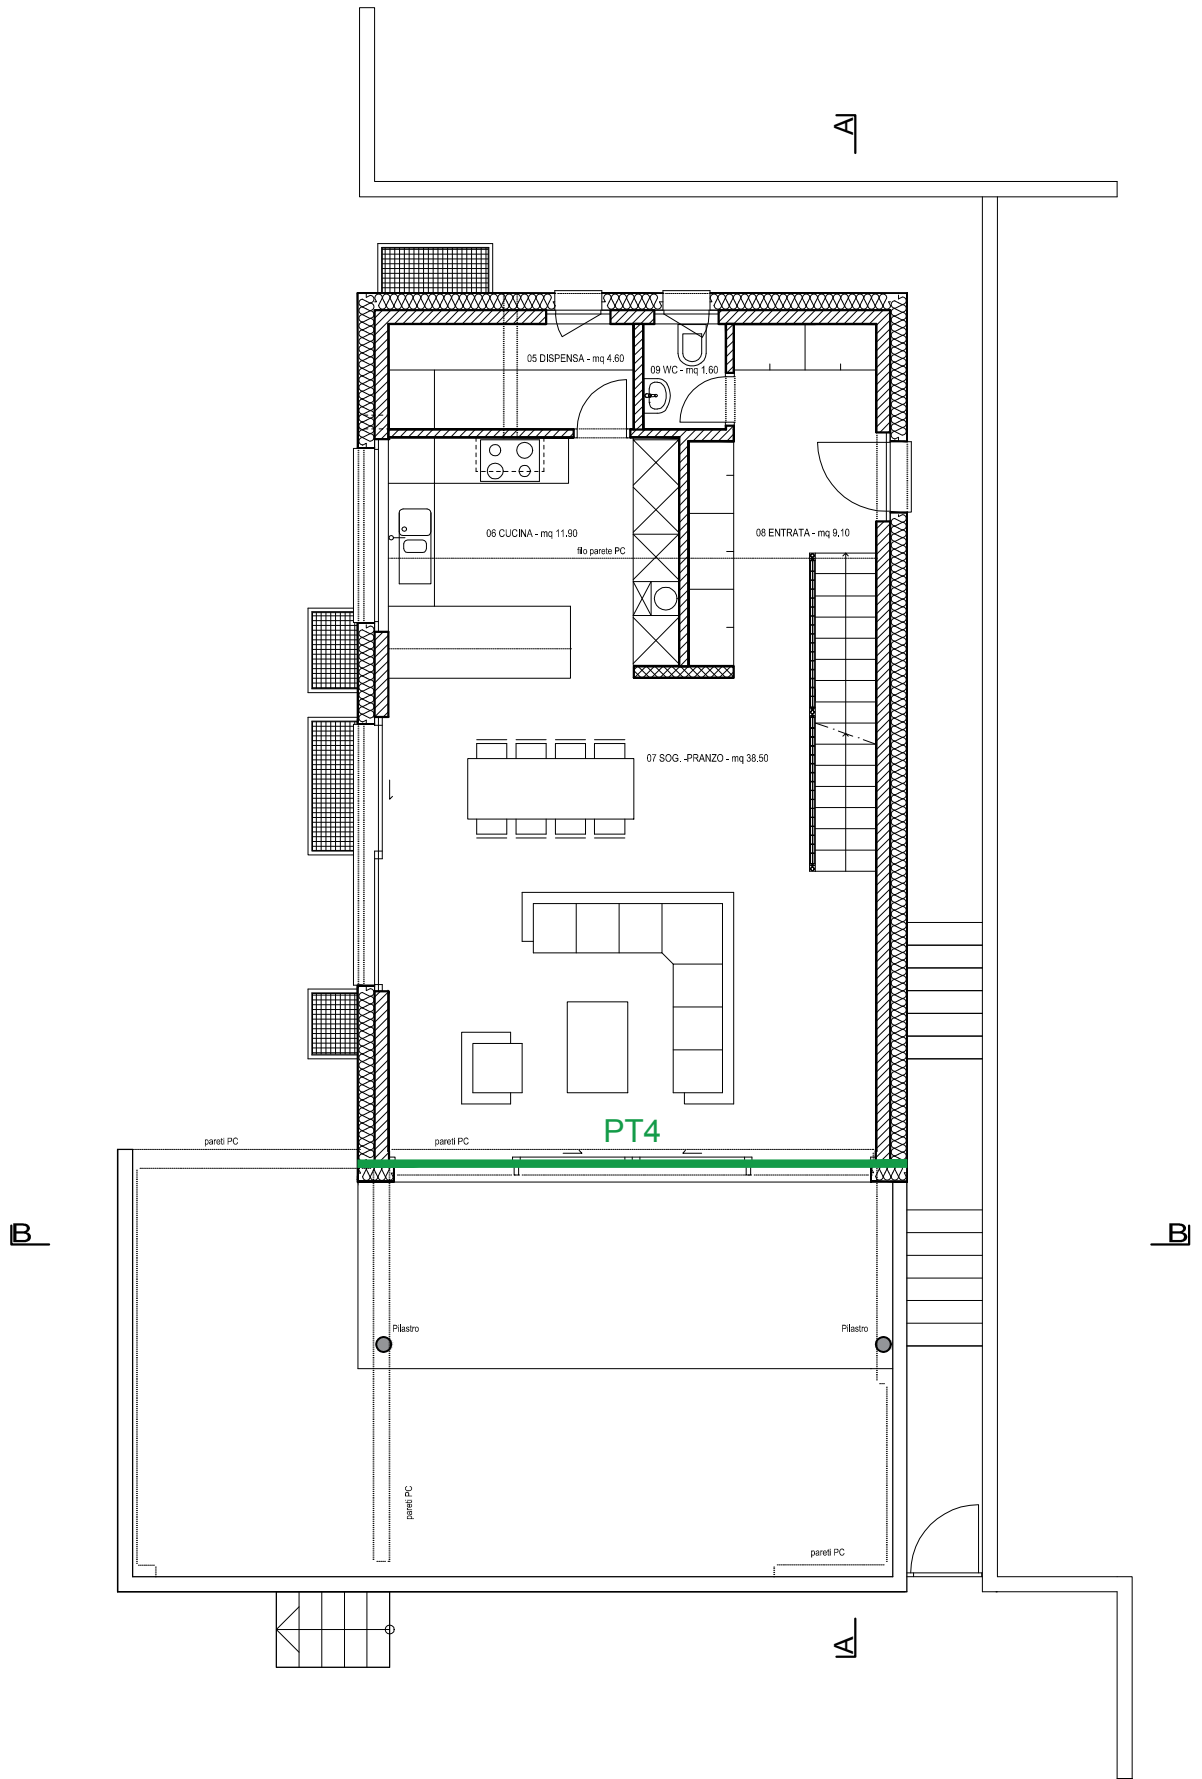 A
05 DISPENSA - mq 4.60
09 WC - mq 1.60
06 CUCINA - mq 11.90
08 ENTRATA - mq 9.10
filo parete PC
07 SOG. -PRANZO - mq 38.50
PT4
pareti PC
pareti PC
B
B
Pilastro
Pilastro
pareti PC
pareti PC
A